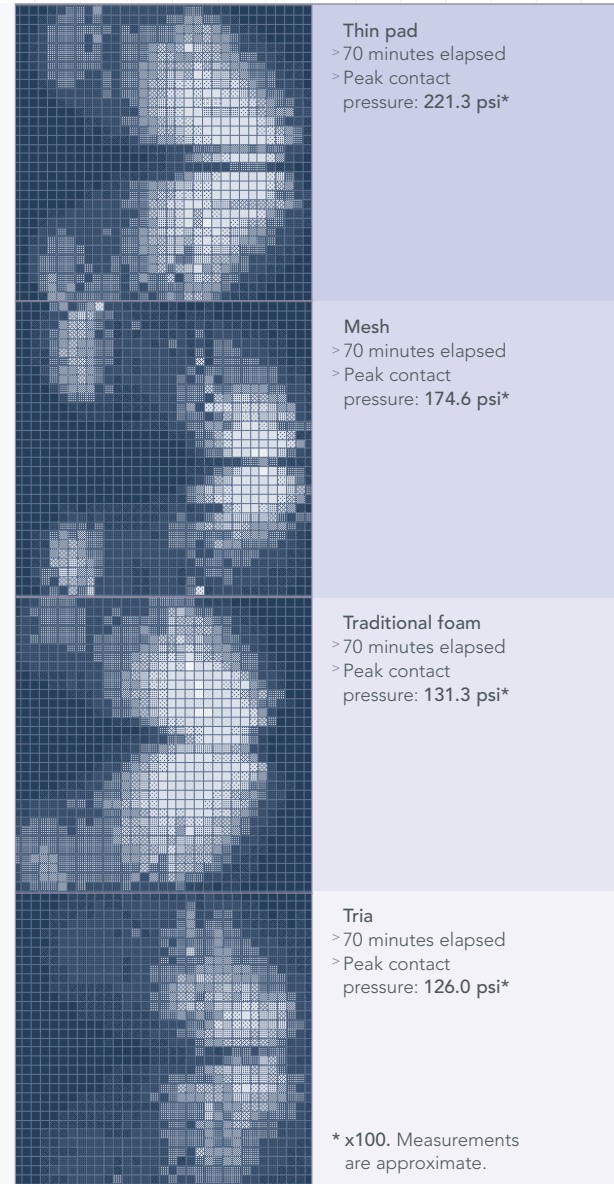 Thin pad
> 70 minutes elapsed
> Peak contact
pressure: 221.3 psi*
Mesh
> 70 minutes elapsed
> Peak contact
pressure: 174.6 psi*
Traditional foam
> 70 minutes elapsed
> Peak contact
pressure: 131.3 psi*
Tria
> 70 minutes elapsed
> Peak contact
pressure: 126.0 psi*
* x100. Measurements
are approximate.